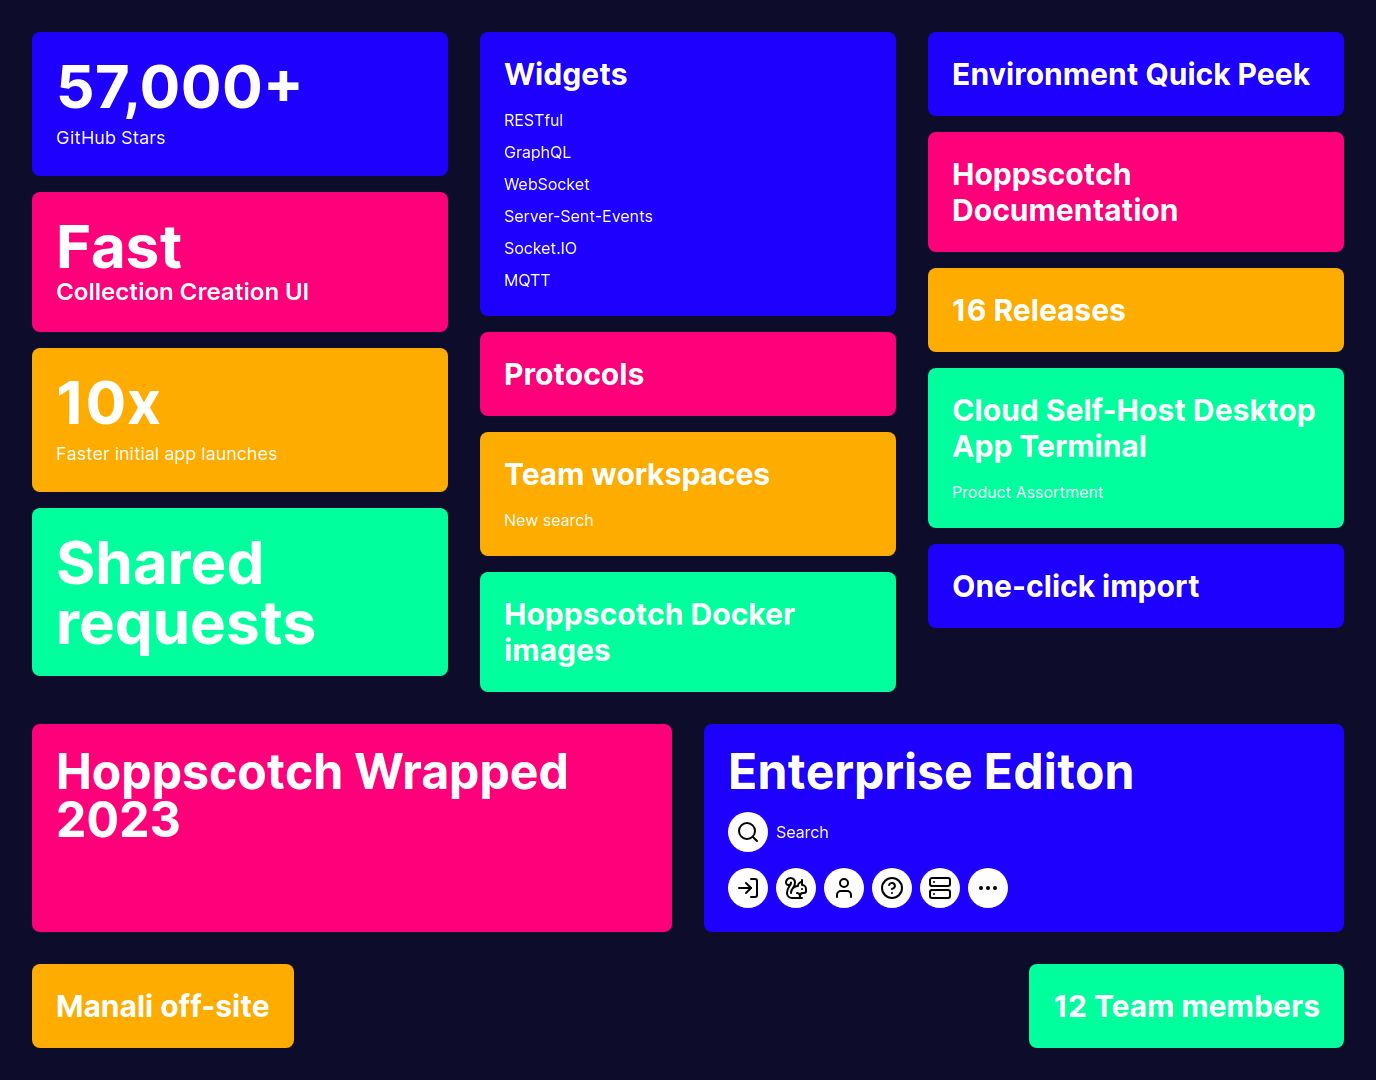 57,000+
GitHub Stars
Fast
Collection Creation UI
10x
Faster initial app launches
Shared
requests
Widgets
RESTful
GraphQL
WebSocket
Server-Sent-Events
Socket.IO
MQTT
Protocols
Team workspaces
New search
Hoppscotch Docker
images
Environment Quick Peek
Hoppscotch
Documentation
16 Releases
Cloud Self-Host Desktop
App Terminal
Product Assortment
One-click import
Hoppscotch Wrapped
2023
Enterprise Editon
Search
Manali off-site
12 Team members